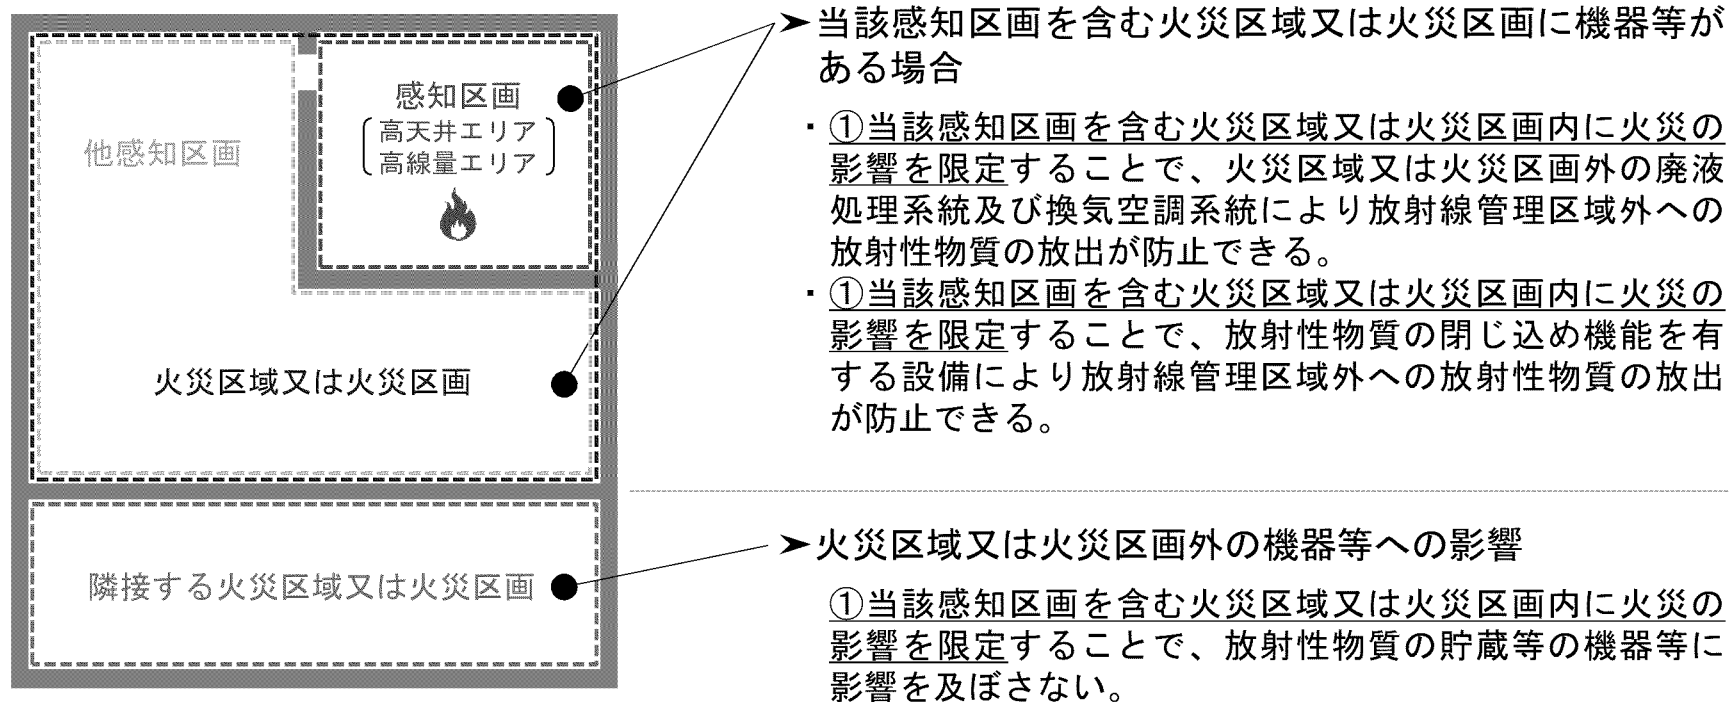 感知区画
高天井エリア
高線量エリア
他感知区画
火災区域又は火災区画
隣接する火災区域又は火災区画
➤当該感知区画を含む火災区域又は火災区画に機器等が
ある場合
・①当該感知区画を含む火災区域又は火災区画内に火災の
影響を限定することで、火災区域又は火災区画外の廃液
処理系統及び換気空調系統により放射線管理区域外への
放射性物質の放出が防止できる。
・①当該感知区画を含む火災区域又は火災区画内に火災の
影響を限定することで、放射性物質の閉じ込め機能を有
する設備により放射線管理区域外への放射性物質の放出
が防止できる。
➤火災区域又は火災区画外の機器等への影響
①当該感知区画を含む火災区域又は火災区画内に火災の
影響を限定することで、放射性物質の貯蔵等の機器等に
影響を及ぼさない。